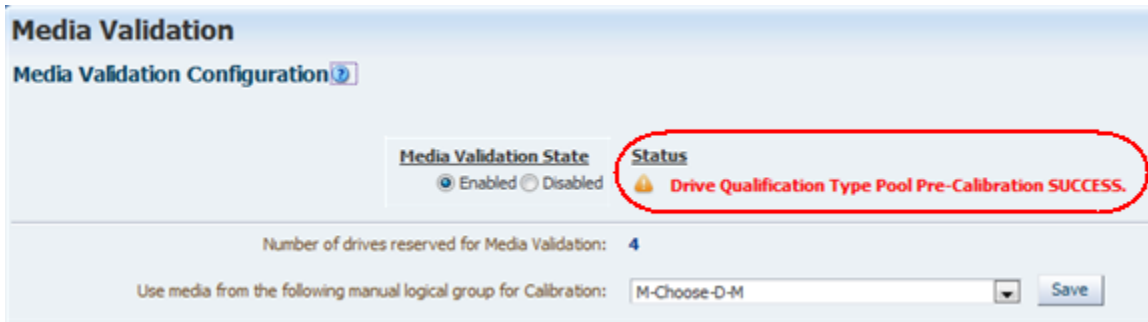 Media Validation
Media Validation Configuration
Media Validation State
Enabled Disabled
Status
Drive Qualification Type Pool Pre-Calibration SUCCESS.
Number of drives reserved for Media Validation: 4
Use media from the following manual logical group for Calibration: M-Choose-D-M Save